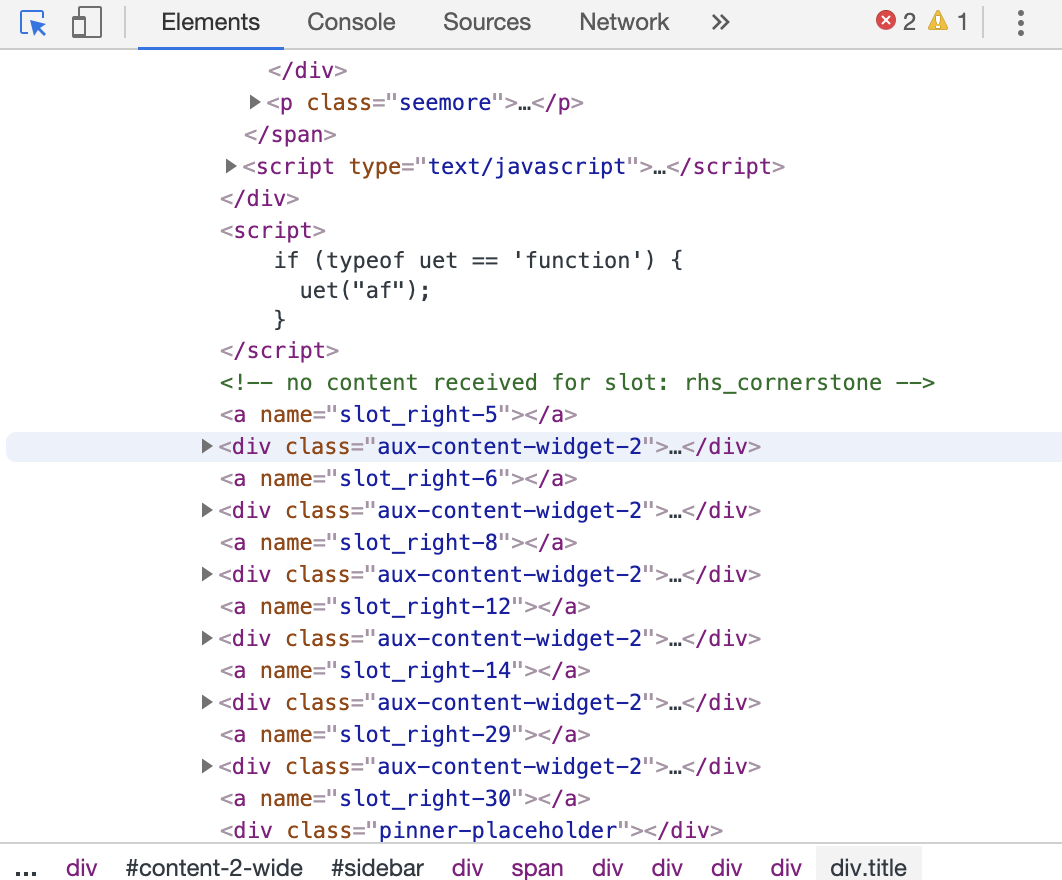 Elements Console Sources Network » 2 1
</div>
<p class="seemore">…</p>
</span>
<script type="text/javascript">…</script>
</div>
<script>
if (typeof uet == 'function') {
uet("af");
}
</script>
<!-- no content received for slot: rhs_cornerstone -->
<a name="slot_right-5"></a>
<div class="aux-content-widget-2">…</div>
<a name="slot_right-6"></a>
<div class="aux-content-widget-2">…</div>
<a name="slot_right-8"></a>
<div class="aux-content-widget-2">…</div>
<a name="slot_right-12"></a>
<div class="aux-content-widget-2">…</div>
<a name="slot_right-14"></a>
<div class="aux-content-widget-2">…</div>
<a name="slot_right-29"></a>
<div class="aux-content-widget-2">…</div>
<a name="slot_right-30"></a>
<div class="pinner-placeholder"></div>
... div #content-2-wide #sidebar div span div div div div div.title